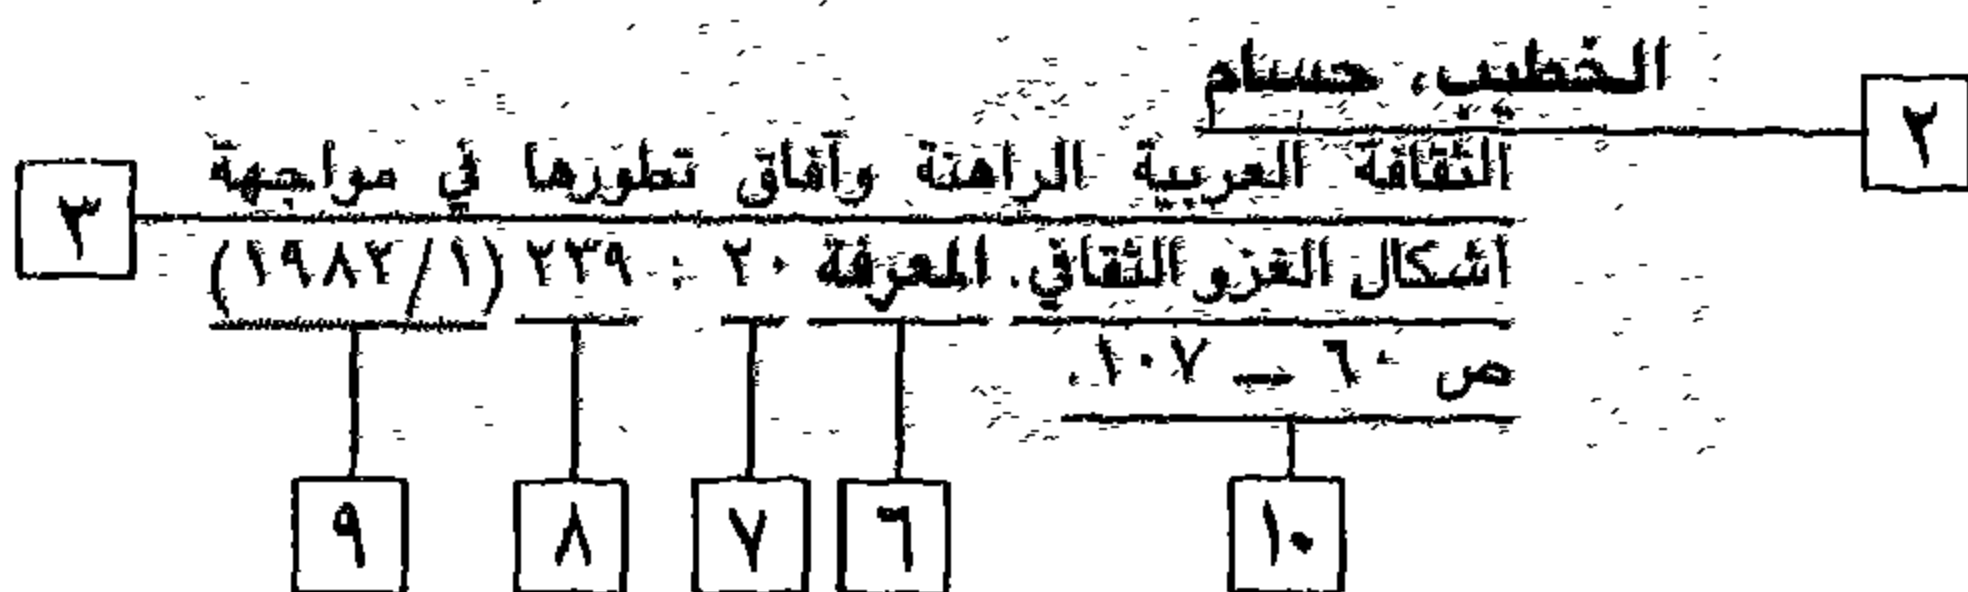 الخطيب، حسام
٢
الثقافة العربية الراهنة وآفاق تطورها في مواجهة
٣
أشكال الغزو الثقافي. المعرفة ٢٠ : ٢٣٩ (١/١٩٨٢)
ص ٦٠ ــ ١٠٧.
١٠ ٦ ٧ ٨ ٩